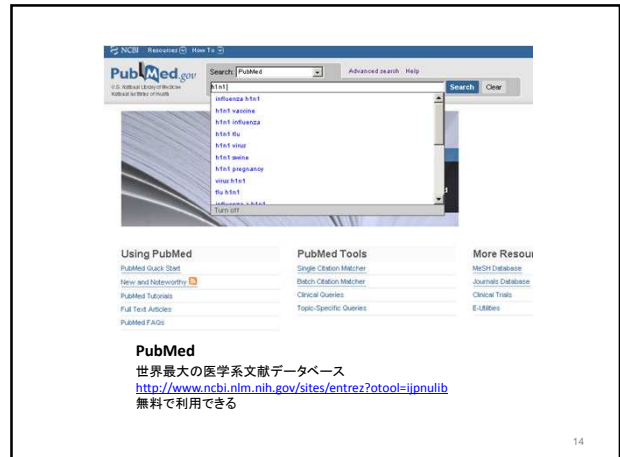 NCBI Resources How To
PubMed.gov
U.S. National Library of Medicine
National Institutes of Health
Search: PubMed
Advanced search Help
h1n1
Search Clear
influenza h1n1
h1n1 vaccine
h1n1 influenza
h1n1 flu
h1n1 virus
h1n1 swine
h1n1 pregnancy
virus h1n1
flu h1n1
influenza a h1n1
Turn off
Using PubMed
PubMed Quick Start
New and Noteworthy
PubMed Tutorials
Full Text Articles
PubMed FAQs
PubMed Tools
Single Citation Matcher
Batch Citation Matcher
Clinical Queries
Topic-Specific Queries
More Resou
MeSH Database
Journals Database
Clinical Trials
E-Utilities
PubMed
世界最大の医学系文献データベース
http://www.ncbi.nlm.nih.gov/sites/entrez?otool=ijpnulib
無料で利用できる
14